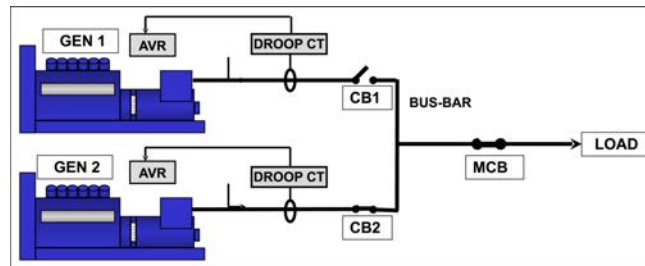 GEN 1
AVR
DROOP CT
CB1
BUS-BAR
MCB
LOAD
GEN 2
AVR
DROOP CT
CB2